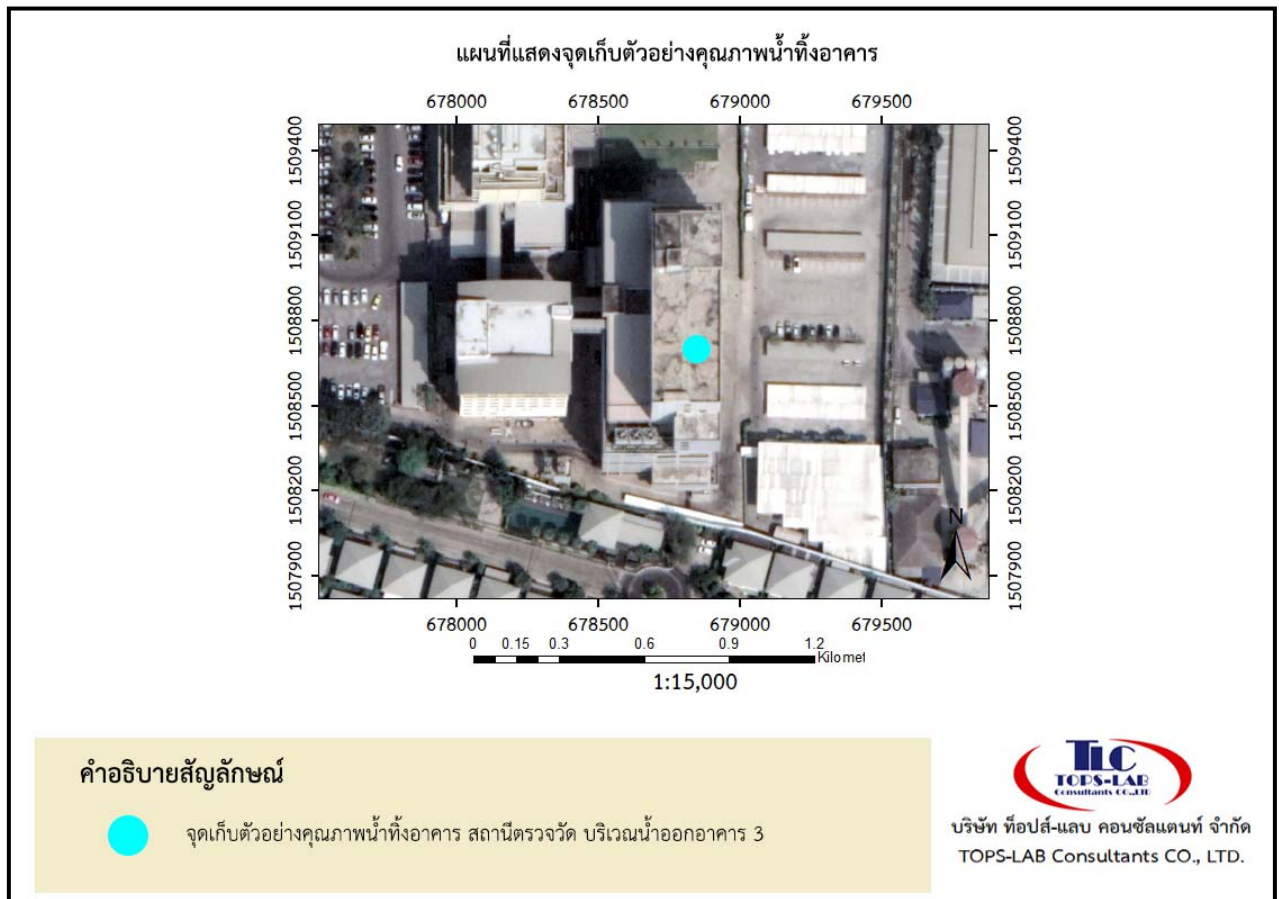 แผนที่แสดงจุดเก็บตัวอย่างคุณภาพน้ำทิ้งอาคาร
678000 678500 679000 679500
1509400 1509400
1509100 1509100
1508800 1508800
1508500 1508500
1508200 1508200
N
1507900 1507900
678000 678500 679000 679500
0 0.15 0.3 0.6 0.9 1.2
Kilomet
1:15,000
คำอธิบายสัญลักษณ์
จุดเก็บตัวอย่างคุณภาพน้ำทิ้งอาคาร สถานีตรวจวัด บริเวณน้ำออกอาคาร 3
TLC
TOPS-LAB
Consultants CO.,LTD
บริษัท ท็อปส์-แลบ คอนซัลแตนท์ จำกัด
TOPS-LAB Consultants CO., LTD.